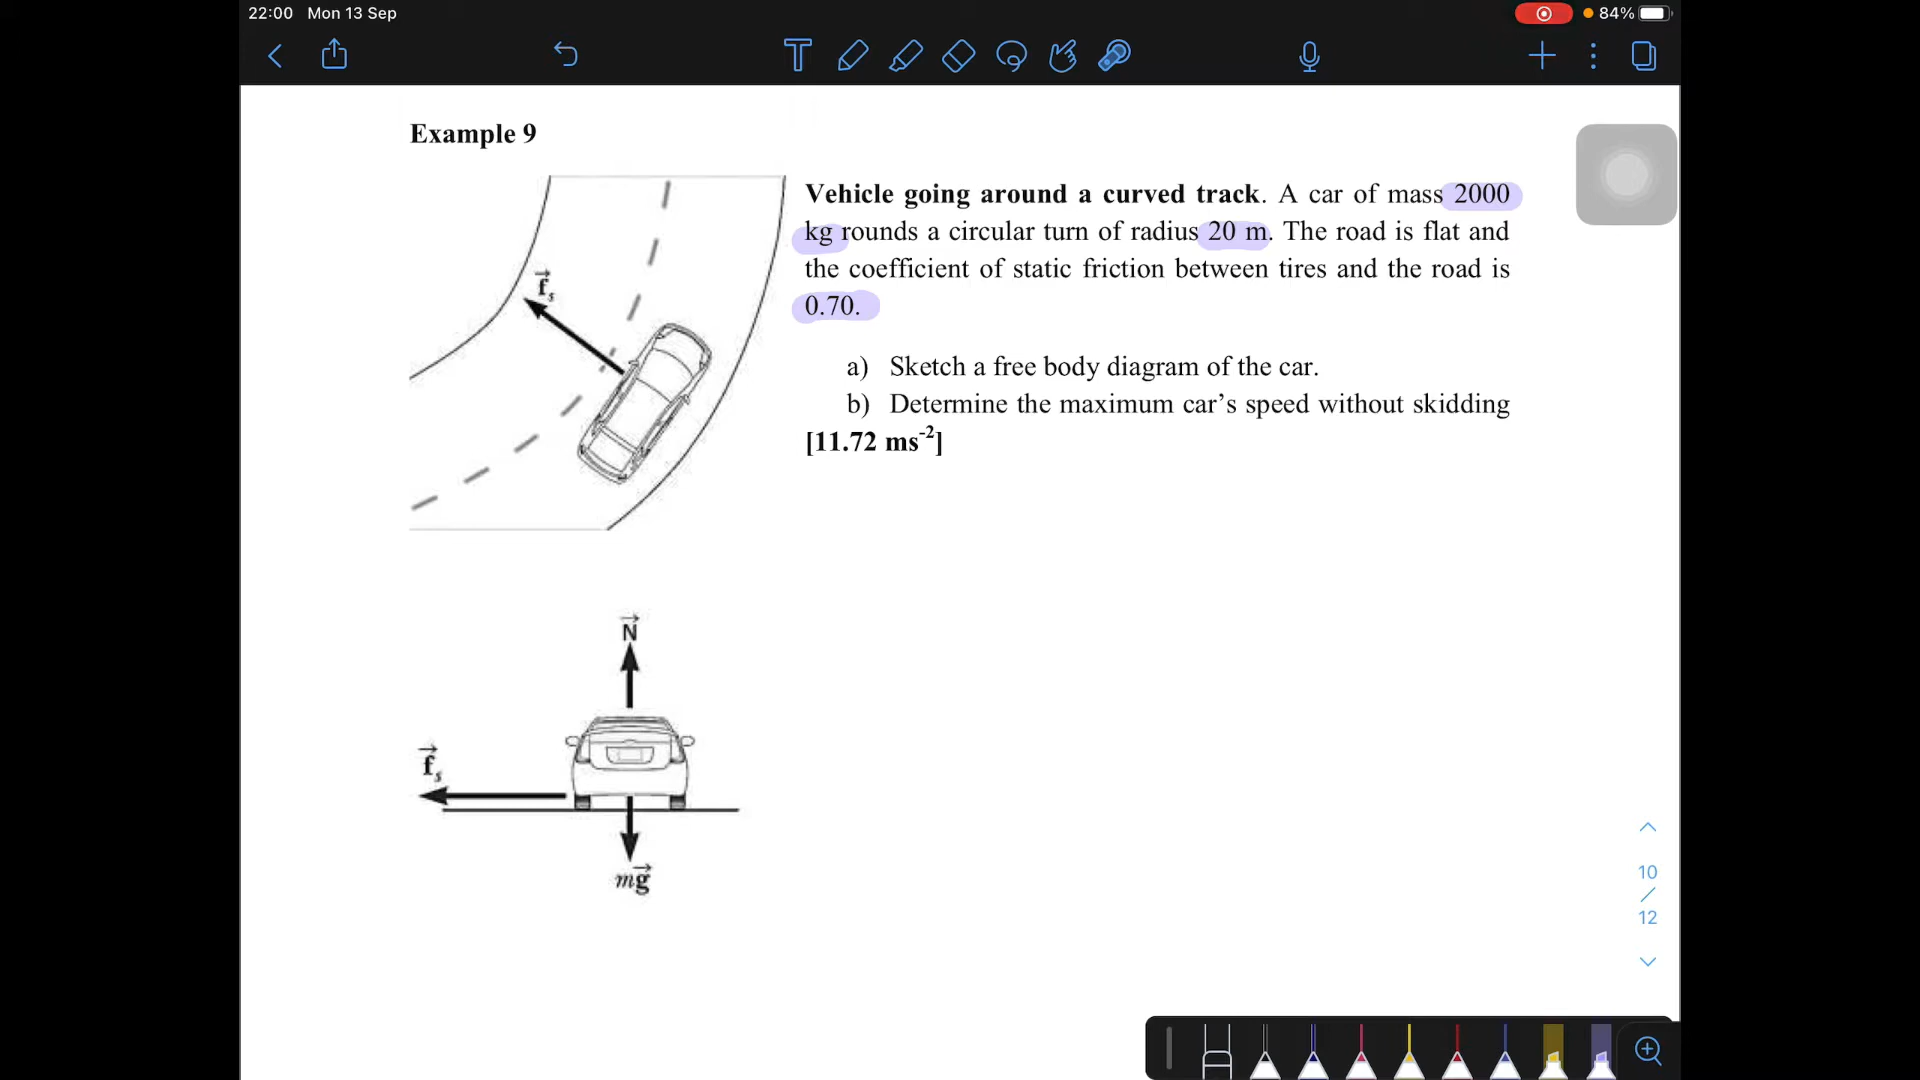 22:00 Mon 13 Sep
84%
T
Example 9
Vehicle going around a curved track. A car of mass 2000
kg rounds a circular turn of radius 20 m. The road is flat and
the coefficient of static friction between tires and the road is
0.70.
a) Sketch a free body diagram of the car.
b) Determine the maximum car's speed without skidding
[11.72 ms⁻²]
f⃗ₛ
N⃗
f⃗ₛ
mg⃗
10
/
12